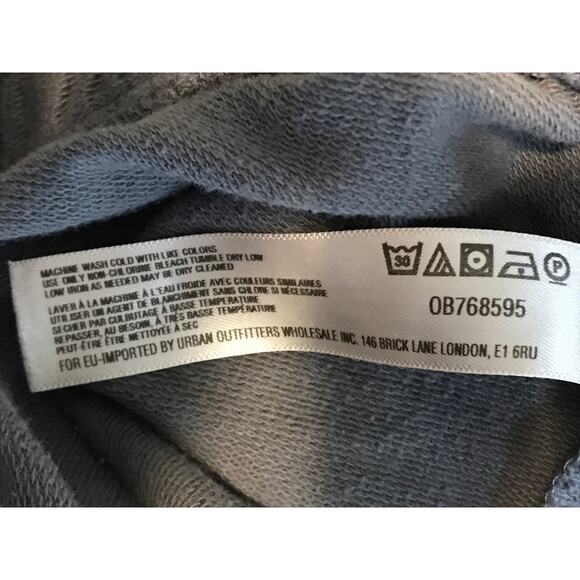 MACHINE WASH COLD WITH LIKE COLORS
USE ONLY NON-CHLORINE BLEACH TUMBLE DRY LOW
LOW IRON AS NEEDED MAY BE DRY CLEANED
LAVER À LA MACHINE À L'EAU FROIDE AVEC COULEURS SIMILAIRES
UTILISER UN AGENT DE BLANCHIMENT SANS CHLORE SI NÉCESSAIRE
SÉCHER PAR CULBUTAGE À BASSE TEMPÉRATURE
REPASSER, AU BESOIN, À TRÈS BASSE TEMPÉRATURE
PEUT-ÊTRE ÊTRE NETTOYÉE À SEC
FOR EU-IMPORTED BY URBAN OUTFITTERS WHOLESALE INC. 146 BRICK LANE LONDON, E1 6RU
30
P
OB768595